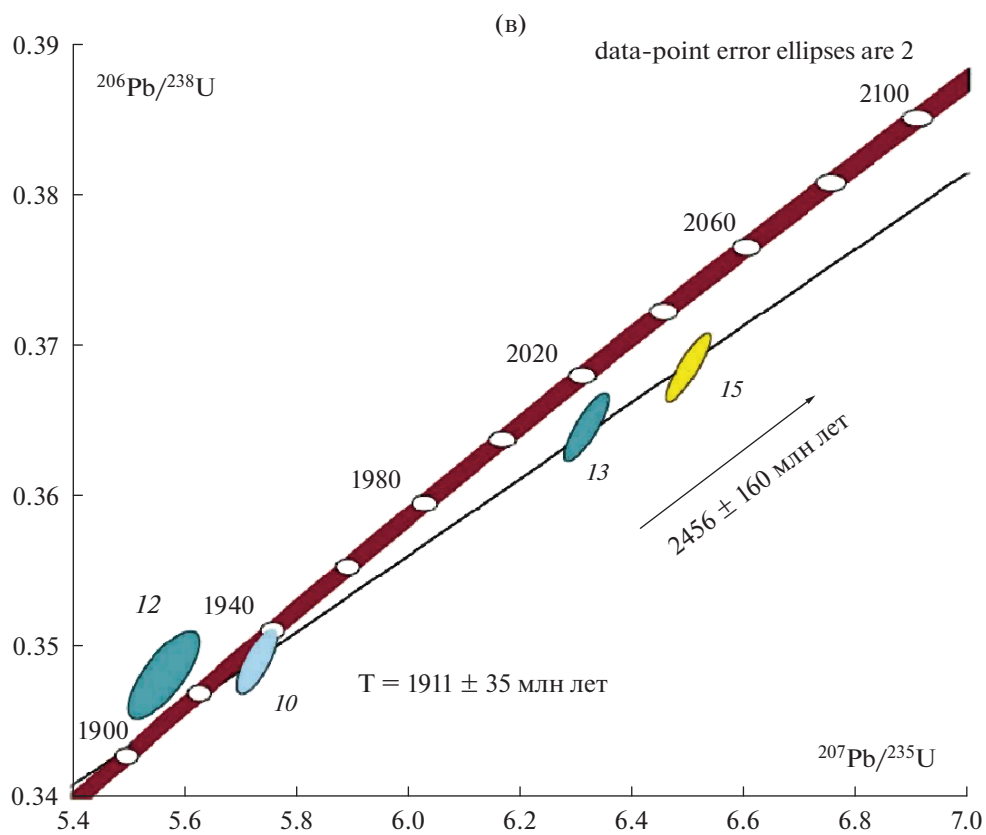 (в)
0.39
data-point error ellipses are 2
²⁰⁶Pb/²³⁸U
2100
0.38
2060
0.37
2020
15
13
2456 ± 160 млн лет
1980
0.36
12
1940
0.35
T = 1911 ± 35 млн лет
10
1900
²⁰⁷Pb/²³⁵U
0.34
5.4 5.6 5.8 6.0 6.2 6.4 6.6 6.8 7.0